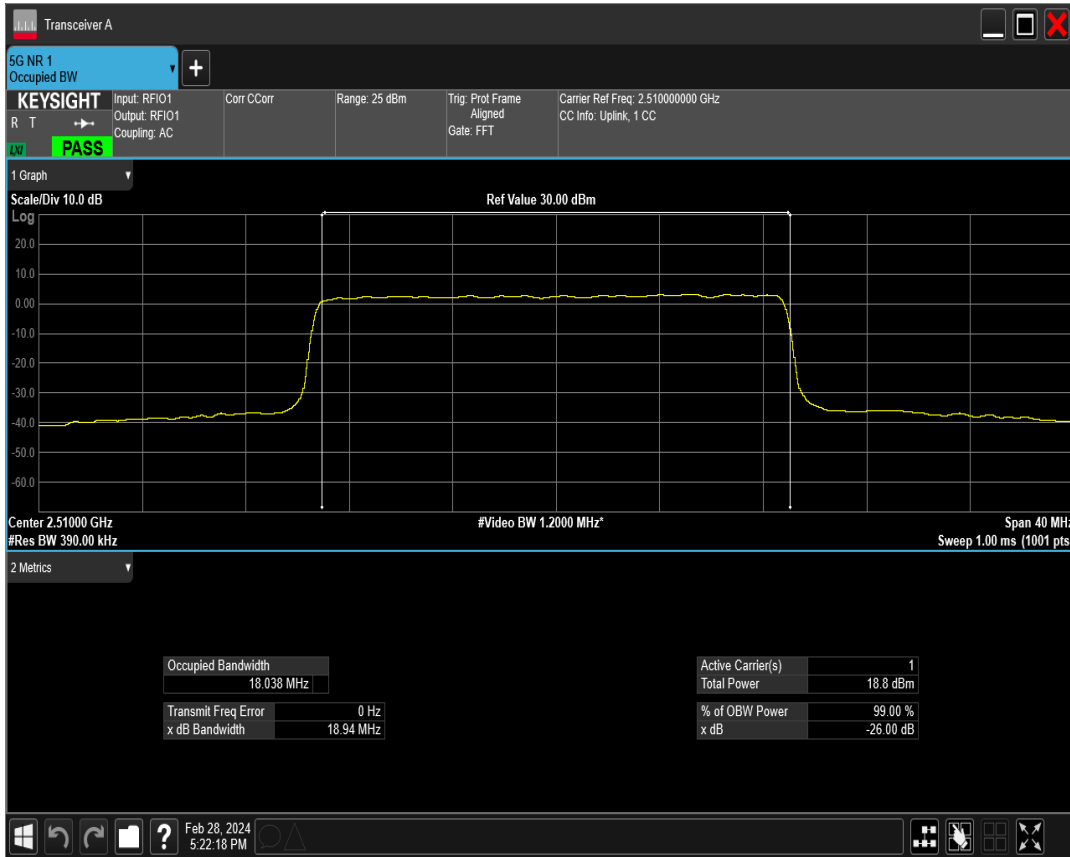 Transceiver A
5G NR 1
Occupied BW
KEYSIGHT
R T
LXI
PASS
Input: RFIO1
Output: RFIO1
Coupling: AC
Corr CCorr
Range: 25 dBm
Trig: Prot Frame
Aligned
Gate: FFT
Carrier Ref Freq: 2.510000000 GHz
CC Info: Uplink, 1 CC
1 Graph
Scale/Div 10.0 dB
Ref Value 30.00 dBm
Log
20.0
10.0
0.00
-10.0
-20.0
-30.0
-40.0
-50.0
-60.0
Center 2.51000 GHz
#Video BW 1.2000 MHz*
Span 40 MHz
#Res BW 390.00 kHz
Sweep 1.00 ms (1001 pts
2 Metrics
Occupied Bandwidth
18.038 MHz
Transmit Freq Error 0 Hz
x dB Bandwidth 18.94 MHz
Active Carrier(s) 1
Total Power 18.8 dBm
% of OBW Power 99.00 %
x dB -26.00 dB
?
Feb 28, 2024
5:22:18 PM